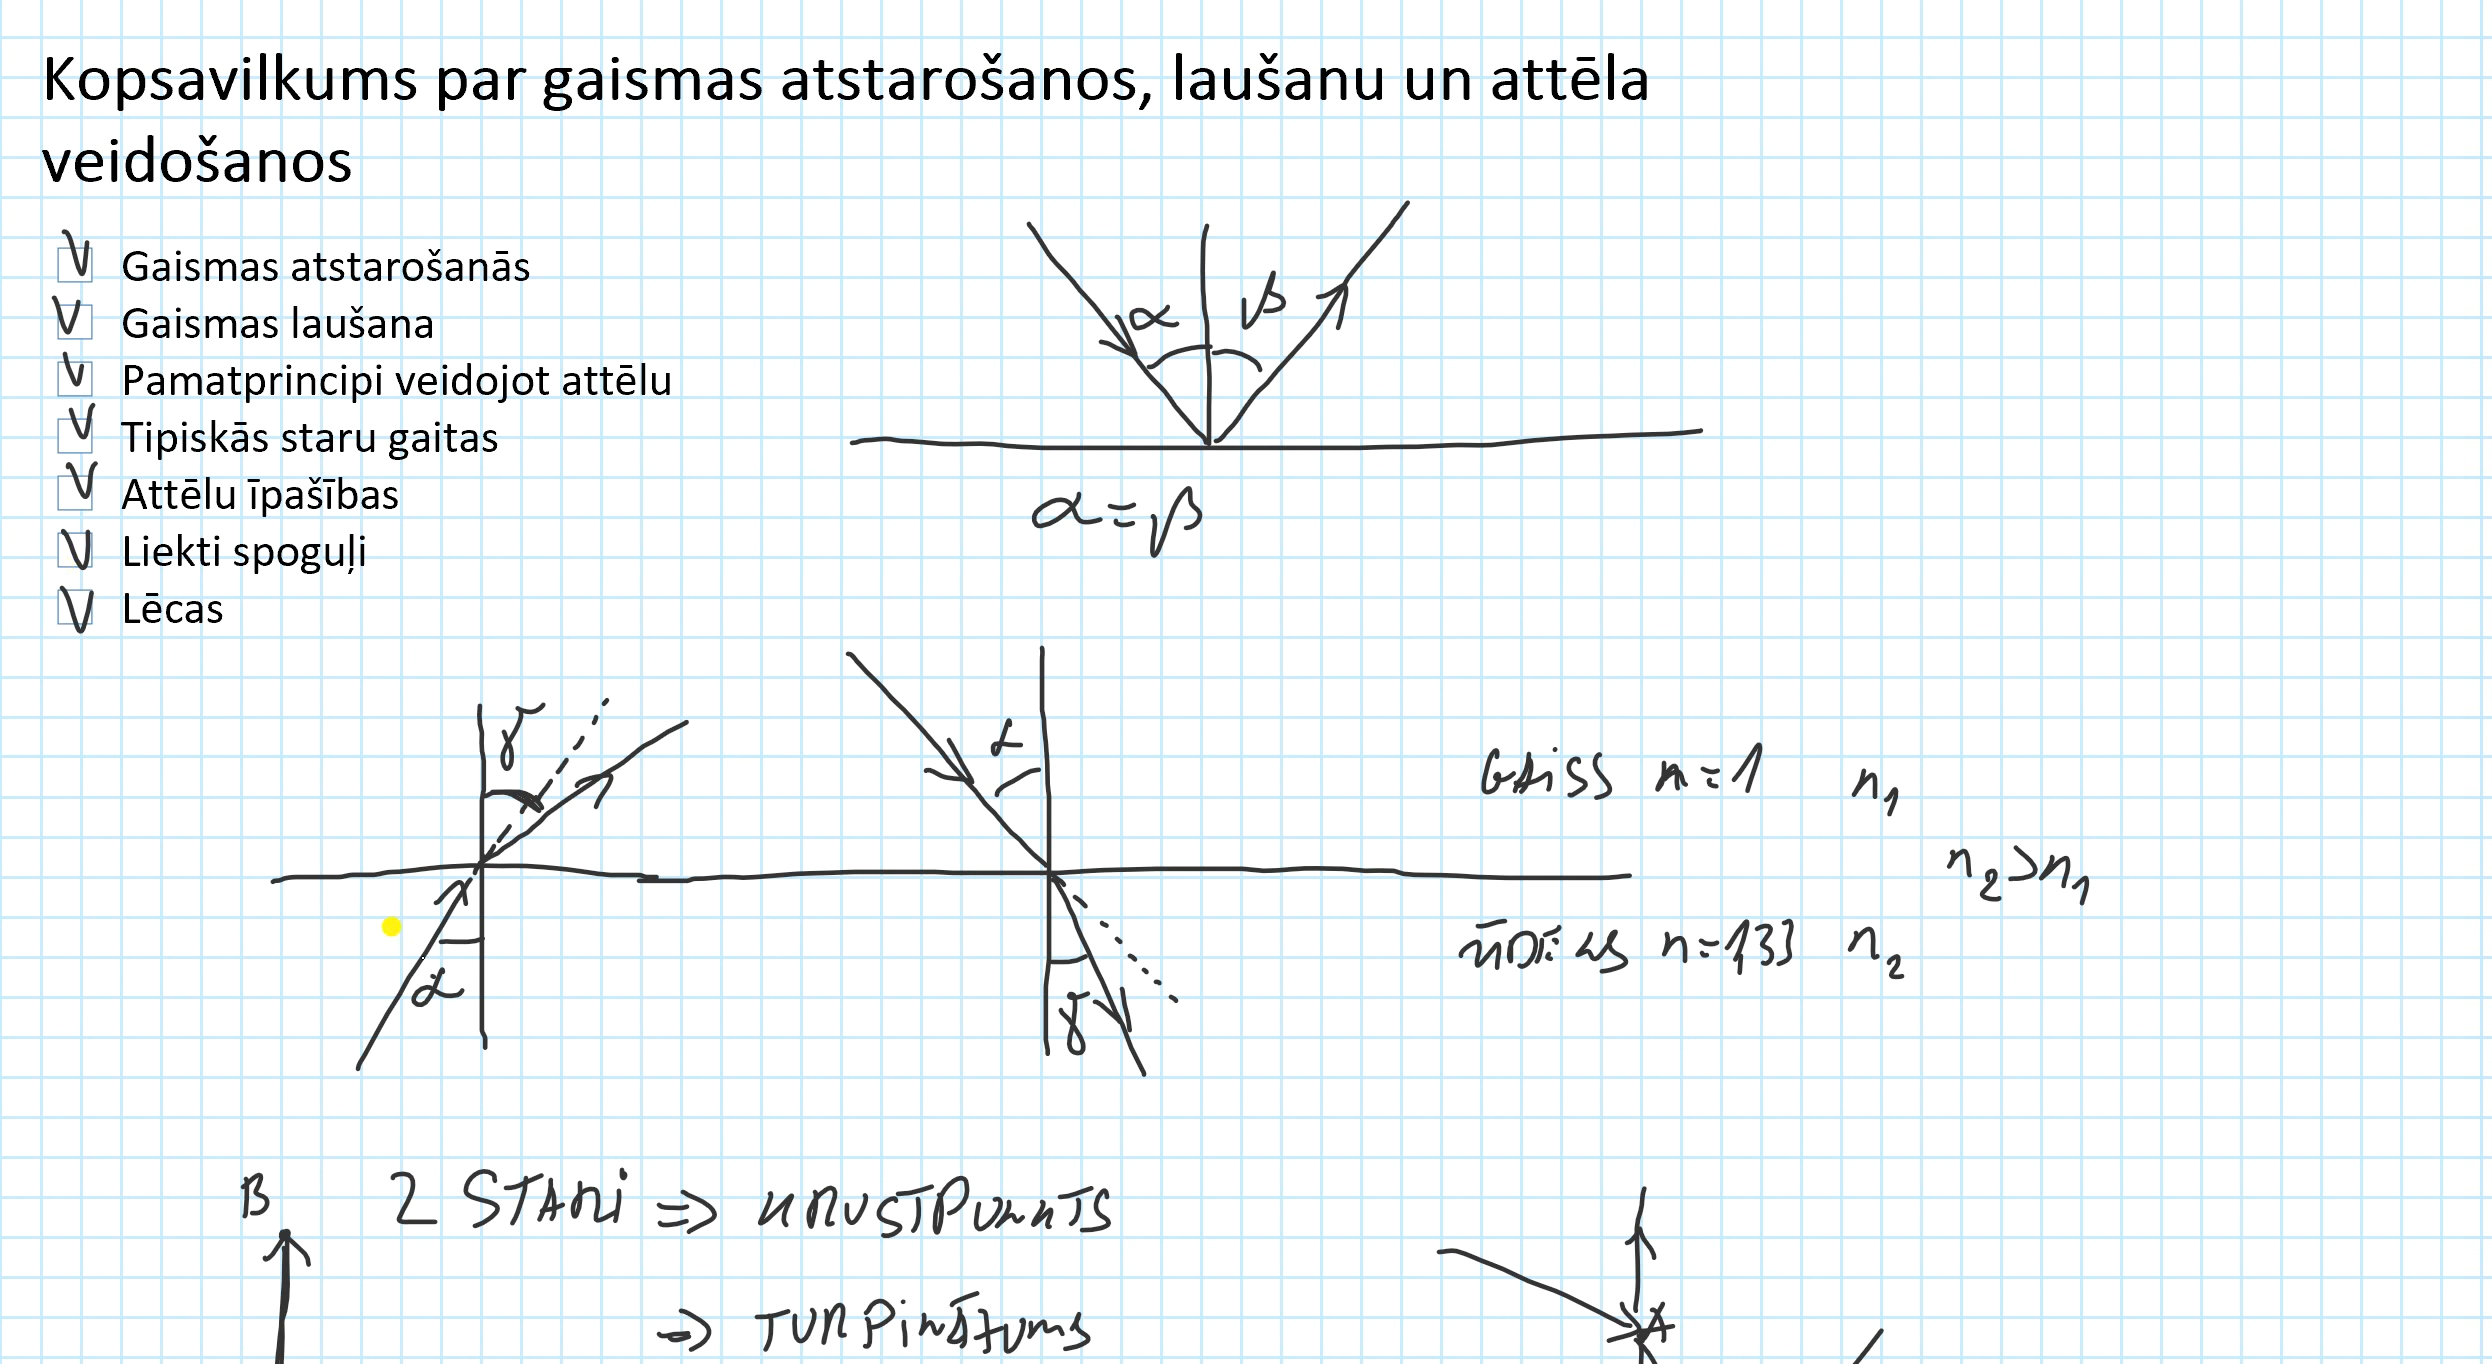 Kopsavilkums par gaismas atstarošanos, laušanu un attēla
veidošanos
Gaismas atstarošanās
Gaismas laušana
Pamatprincipi veidojot attēlu
Tipiskās staru gaitas
Attēlu īpašības
Liekti spoguļi
Lēcas
α β
α=β
γ
α
α
γ
GAiSS n=1 n₁
n₂>n₁
ŪDENS n=1,33 n₂
B 2 STARi ⇒ KRUSTPUNKTS
⇒ TURPiNĀJUMS